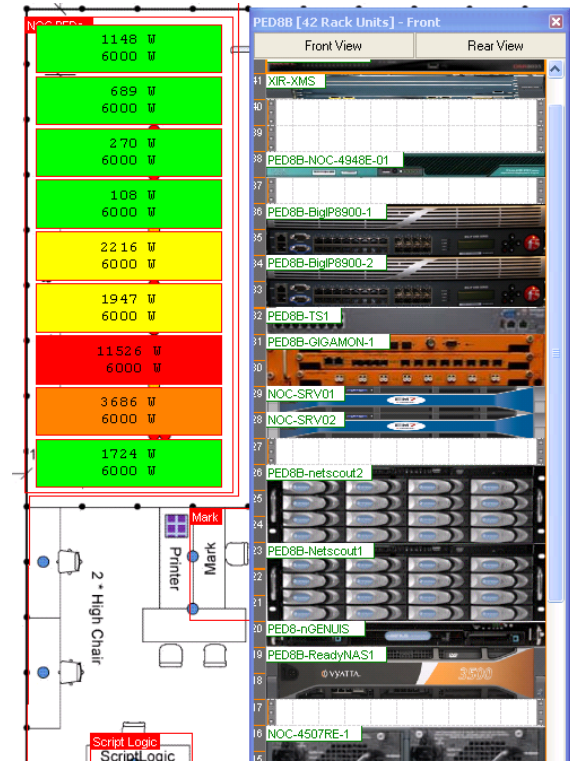 NOC PED
1148 W
6000 W
689 W
6000 W
270 W
6000 W
108 W
6000 W
2216 W
6000 W
1947 W
6000 W
11526 W
6000 W
3686 W
6000 W
1724 W
6000 W
Mark
Mark
Printer
2 * High Chair
Script Logic
ScriptLogic
PED8B [42 Rack Units] - Front
Front View
Rear View
41 XIR-XMS
40
39
38 PED8B-NOC-4948E-01
37
36 PED8B-BigIP8900-1
35
34 PED8B-BigIP8900-2
33
32 PED8B-TS1
31 PED8B-GIGAMON-1
30
29 NOC-SRV01
28 NOC-SRV02
27
26 PED8B-netscout2
25
24
23 PED8B-Netscout1
22
21
20 PED8-nGENUIS
19 PED8B-ReadyNAS1
18 VYATTA. 3500
17
16 NOC-4507RE-1
15